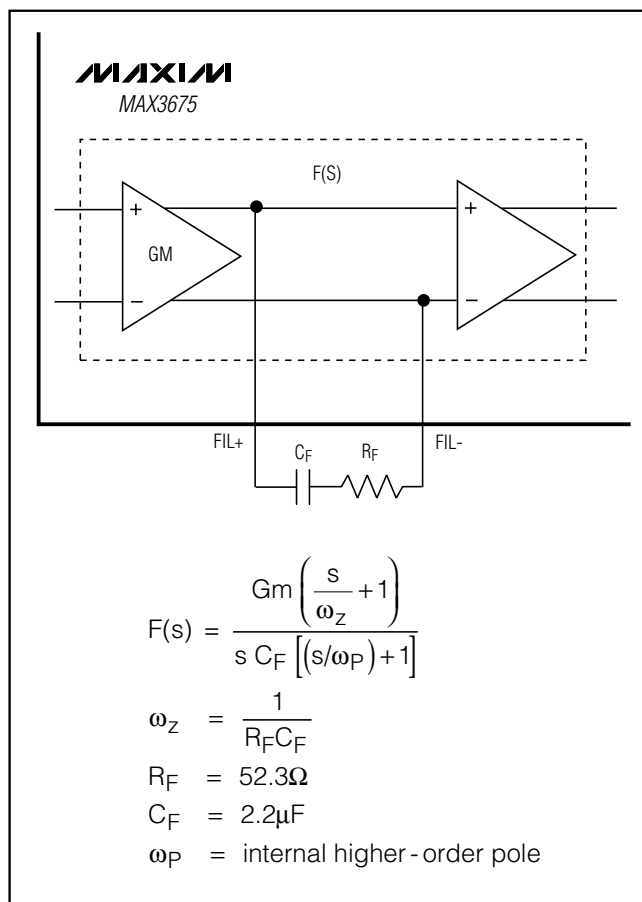 MAXIM
MAX3675
F(S)
+
GM
−
+
−
FIL+
CF
RF
FIL-
F(s) = Gm (s/ωz + 1) / s CF [(s/ωP) + 1]
ωz = 1/RFCF
RF = 52.3Ω
CF = 2.2µF
ωP = internal higher-order pole